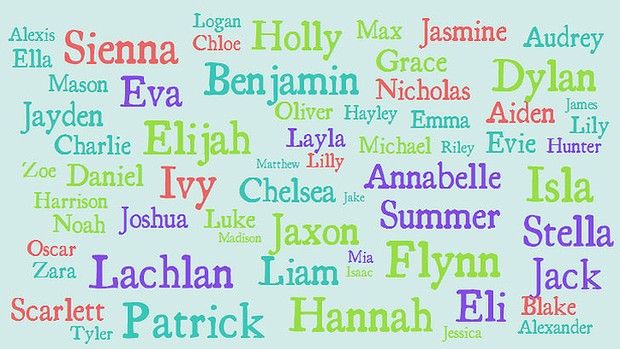 Alexis
Logan
Max
Jasmine
Audrey
Ella
Sienna
Chloe
Holly
Grace
Dylan
Mason
Eva
Benjamin
Nicholas
Jayden
Oliver
Hayley
Emma
Aiden
James
Lily
Charlie
Elijah
Layla
Michael
Riley
Evie
Hunter
Zoe
Daniel
Ivy
Matthew
Lilly
Chelsea
Jake
Annabelle
Isla
Harrison
Noah
Joshua
Luke
Madison
Jaxon
Summer
Stella
Oscar
Zara
Lachlan
Liam
Mia
Isaac
Flynn
Jack
Scarlett
Tyler
Patrick
Hannah
Jessica
Eli
Blake
Alexander